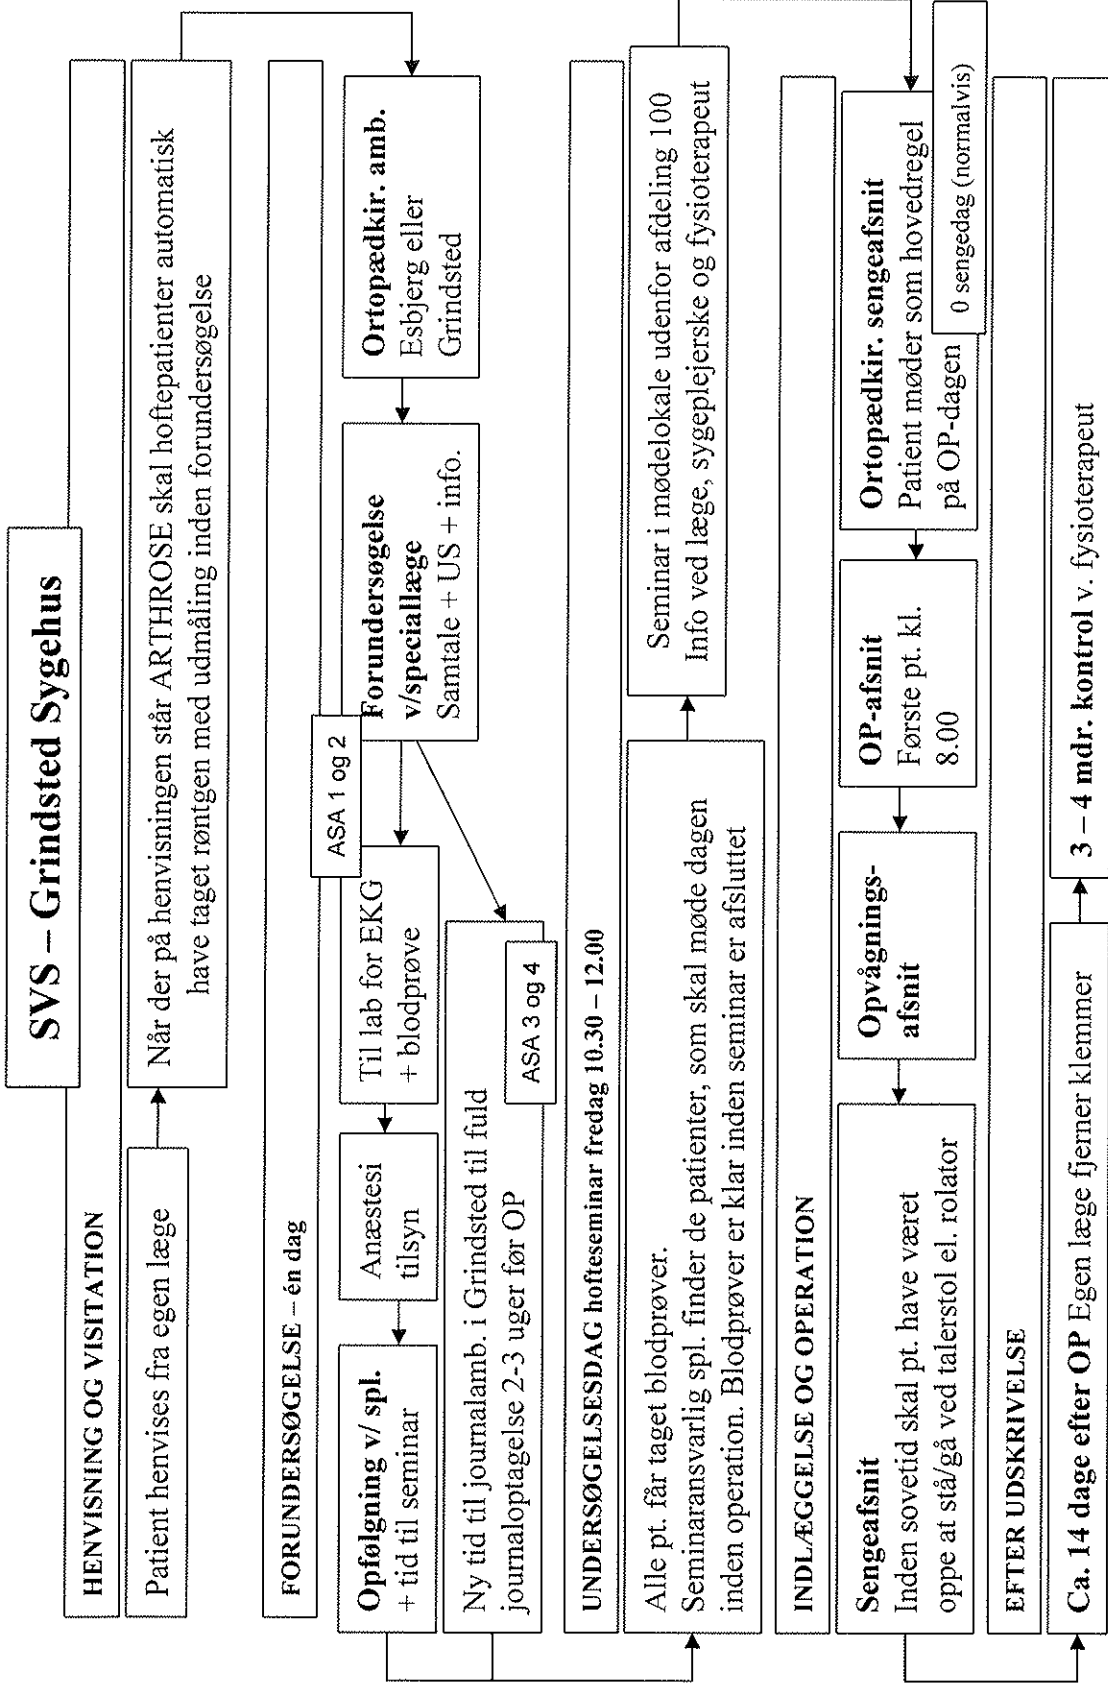 SVS – Grindsted Sygehus
HENVISNING OG VISITATION
Patient henvises fra egen læge
Når der på henvisningen står ARTHROSE skal hoftepatienter automatisk
have taget røntgen med udmåling inden forundersøgelse
FORUNDERSØGELSE – én dag
Ortopædkir. amb.
Esbjerg eller
Grindsted
Forundersøgelse
v/speciallæge
Samtale + US + info.
ASA 1 og 2
Til lab for EKG
+ blodprøve
Anæstesi
tilsyn
Opfølgning v/ spl.
+ tid til seminar
Ny tid til journalamb. i Grindsted til fuld
journaloptagelse 2-3 uger før OP
ASA 3 og 4
UNDERSØGELSESDAG hofteseminar fredag 10.30 – 12.00
Alle pt. får taget blodprøver.
Seminaransvarlig spl. finder de patienter, som skal møde dagen
inden operation. Blodprøver er klar inden seminar er afsluttet
Seminar i mødelokale udenfor afdeling 100
Info ved læge, sygeplejerske og fysioterapeut
INDLÆGGELSE OG OPERATION
Ortopædkir. sengeafsnit
Patient møder som hovedregel
på OP-dagen
0 sengedag (normalvis)
OP-afsnit
Første pt. kl.
8.00
Opvågnings-
afsnit
Sengeafsnit
Inden sovetid skal pt. have været
oppe at stå/gå ved talerstol el. rolator
EFTER UDSKRIVELSE
Ca. 14 dage efter OP Egen læge fjerner klemmer
3 – 4 mdr. kontrol v. fysioterapeut